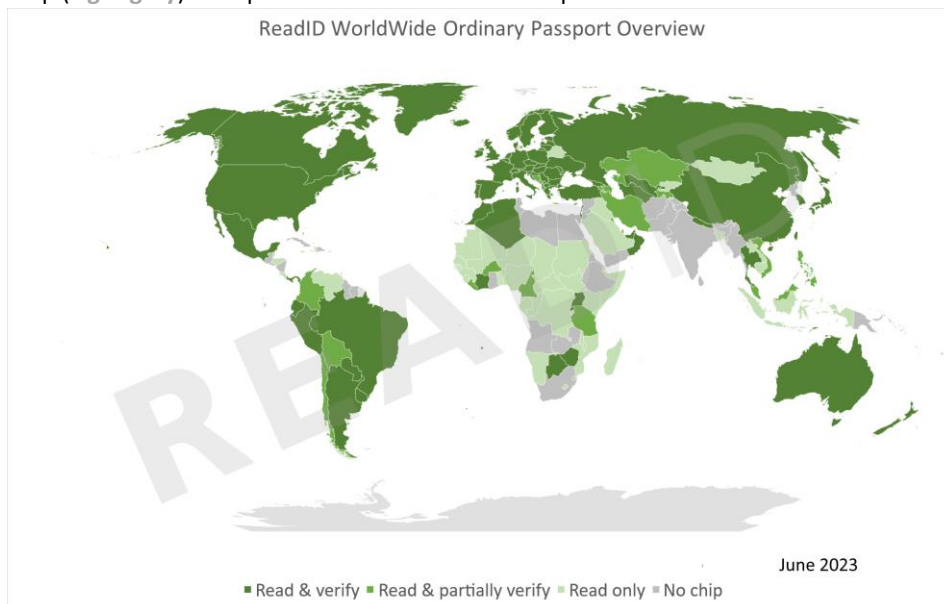 ReadID WorldWide Ordinary Passport Overview
READID
June 2023
Read & verify Read & partially verify Read only No chip